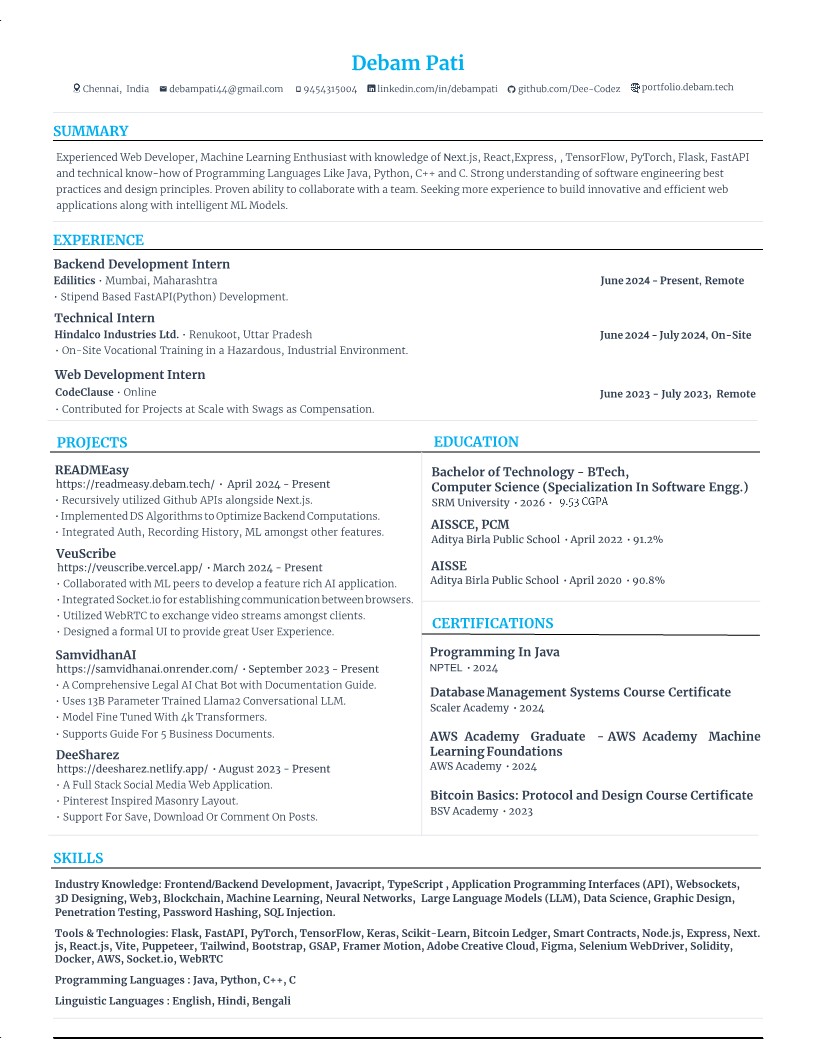 Debam Pati
Chennai, India debampati44@gmail.com 9454315004 linkedin.com/in/debampati github.com/Dee-Codez portfolio.debam.tech
SUMMARY
Experienced Web Developer, Machine Learning Enthusiast with knowledge of Next.js, React,Express, , TensorFlow, PyTorch, Flask, FastAPI
and technical know-how of Programming Languages Like Java, Python, C++ and C. Strong understanding of software engineering best
practices and design principles. Proven ability to collaborate with a team. Seeking more experience to build innovative and efficient web
applications along with intelligent ML Models.
EXPERIENCE
Backend Development Intern
Edilitics · Mumbai, Maharashtra June 2024 - Present, Remote
· Stipend Based FastAPI(Python) Development.
Technical Intern
Hindalco Industries Ltd. · Renukoot, Uttar Pradesh June 2024 - July 2024, On-Site
· On-Site Vocational Training in a Hazardous, Industrial Environment.
Web Development Intern
CodeClause · Online June 2023 - July 2023, Remote
· Contributed for Projects at Scale with Swags as Compensation.
PROJECTS
READMEasy
https://readmeasy.debam.tech/ · April 2024 - Present
· Recursively utilized Github APIs alongside Next.js.
· Implemented DS Algorithms to Optimize Backend Computations.
· Integrated Auth, Recording History, ML amongst other features.
VeuScribe
https://veuscribe.vercel.app/ · March 2024 - Present
· Collaborated with ML peers to develop a feature rich AI application.
· Integrated Socket.io for establishing communication between browsers.
· Utilized WebRTC to exchange video streams amongst clients.
· Designed a formal UI to provide great User Experience.
SamvidhanAI
https://samvidhanai.onrender.com/ · September 2023 - Present
· A Comprehensive Legal AI Chat Bot with Documentation Guide.
· Uses 13B Parameter Trained Llama2 Conversational LLM.
· Model Fine Tuned With 4k Transformers.
· Supports Guide For 5 Business Documents.
DeeSharez
https://deesharez.netlify.app/ · August 2023 - Present
· A Full Stack Social Media Web Application.
· Pinterest Inspired Masonry Layout.
· Support For Save, Download Or Comment On Posts.
EDUCATION
Bachelor of Technology - BTech,
Computer Science (Specialization In Software Engg.)
SRM University · 2026 · 9.53 CGPA
AISSCE, PCM
Aditya Birla Public School · April 2022 · 91.2%
AISSE
Aditya Birla Public School · April 2020 · 90.8%
CERTIFICATIONS
Programming In Java
NPTEL · 2024
Database Management Systems Course Certificate
Scaler Academy · 2024
AWS Academy Graduate - AWS Academy Machine
Learning Foundations
AWS Academy · 2024
Bitcoin Basics: Protocol and Design Course Certificate
BSV Academy · 2023
SKILLS
Industry Knowledge: Frontend/Backend Development, Javacript, TypeScript , Application Programming Interfaces (API), Websockets,
3D Designing, Web3, Blockchain, Machine Learning, Neural Networks, Large Language Models (LLM), Data Science, Graphic Design,
Penetration Testing, Password Hashing, SQL Injection.
Tools & Technologies: Flask, FastAPI, PyTorch, TensorFlow, Keras, Scikit-Learn, Bitcoin Ledger, Smart Contracts, Node.js, Express, Next.
js, React.js, Vite, Puppeteer, Tailwind, Bootstrap, GSAP, Framer Motion, Adobe Creative Cloud, Figma, Selenium WebDriver, Solidity,
Docker, AWS, Socket.io, WebRTC
Programming Languages : Java, Python, C++, C
Linguistic Languages : English, Hindi, Bengali